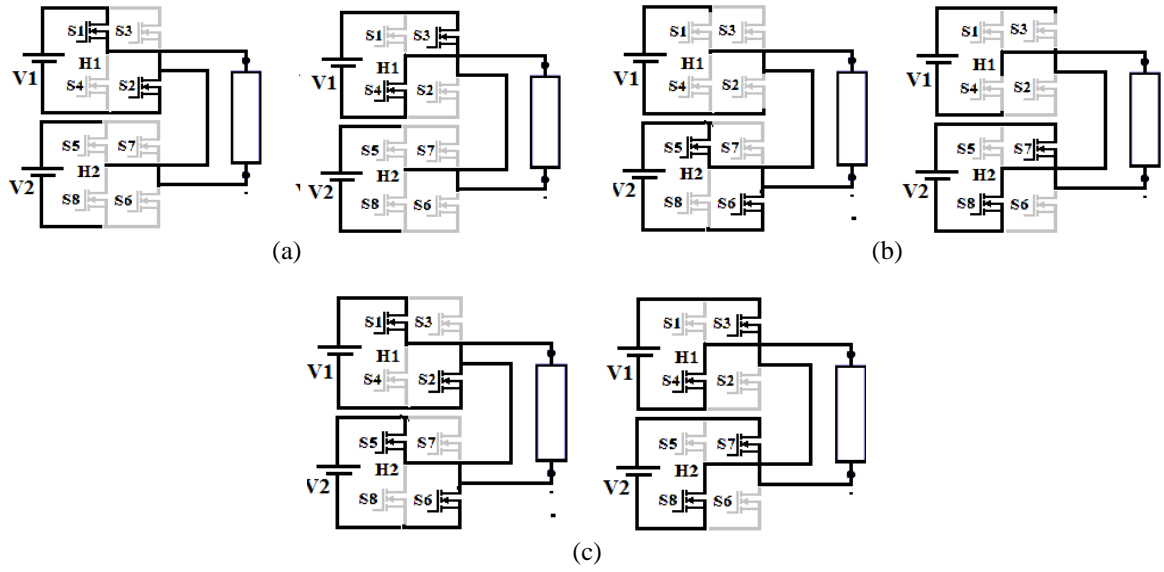 S1 S3
V1 H1
S4 S2
S5 S7
V2 H2
S8 S6
S1 S3
V1 H1
S4 S2
S5 S7
V2 H2
S8 S6
(a)
S1 S3
V1 H1
S4 S2
S5 S7
V2 H2
S8 S6
S1 S3
V1 H1
S4 S2
S5 S7
V2 H2
S8 S6
(b)
S1 S3
V1 H1
S4 S2
S5 S7
V2 H2
S8 S6
S1 S3
V1 H1
S4 S2
S5 S7
V2 H2
S8 S6
(c)